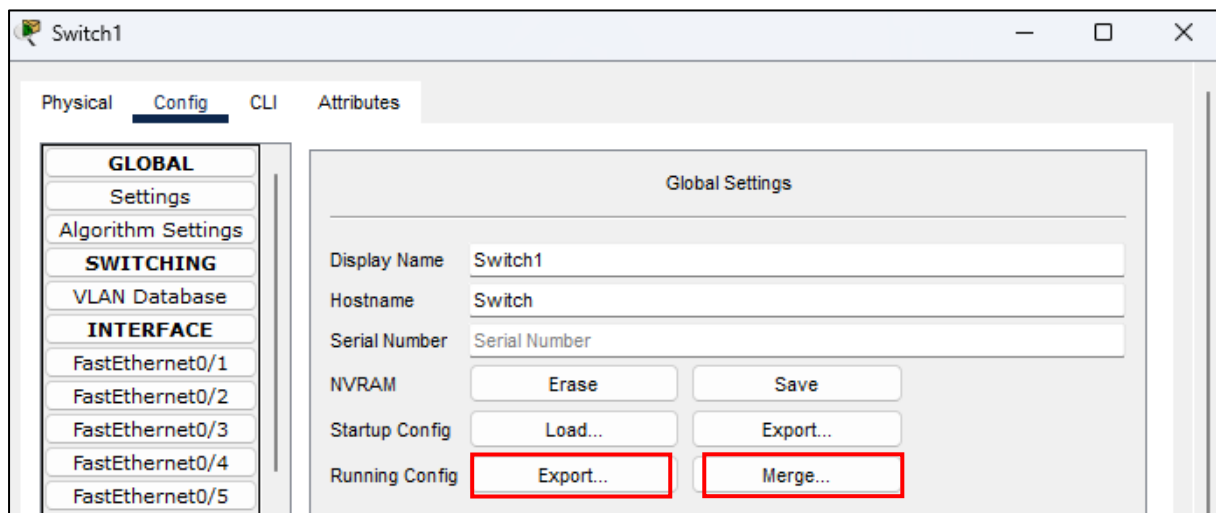 Switch1
Physical Config CLI Attributes
GLOBAL
Settings
Algorithm Settings
SWITCHING
VLAN Database
INTERFACE
FastEthernet0/1
FastEthernet0/2
FastEthernet0/3
FastEthernet0/4
FastEthernet0/5
Global Settings
Display Name Switch1
Hostname Switch
Serial Number Serial Number
NVRAM Erase Save
Startup Config Load... Export...
Running Config Export... Merge...